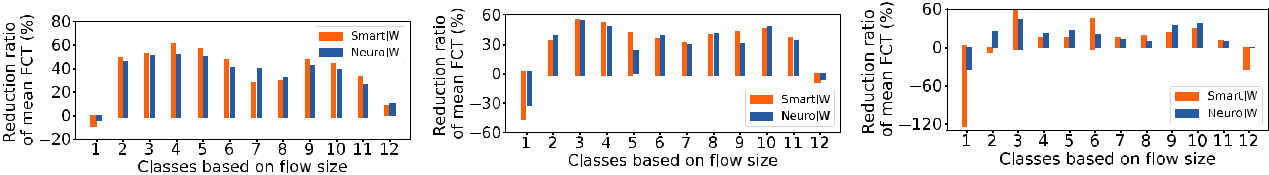 Reduction ratio
of mean FCT (%)
80
60
40
20
0
−20
SmartIW
NeuroIW
1 2 3 4 5 6 7 8 9 10 11 12
Classes based on flow size
Reduction ratio
of mean FCT (%)
60
30
0
−30
−60
SmartIW
NeuroIW
1 2 3 4 5 6 7 8 9 10 11 12
Classes based on flow size
Reduction ratio
of mean FCT (%)
60
0
−60
−120
SmartIW
NeuroIW
1 2 3 4 5 6 7 8 9 10 11 12
Classes based on flow size